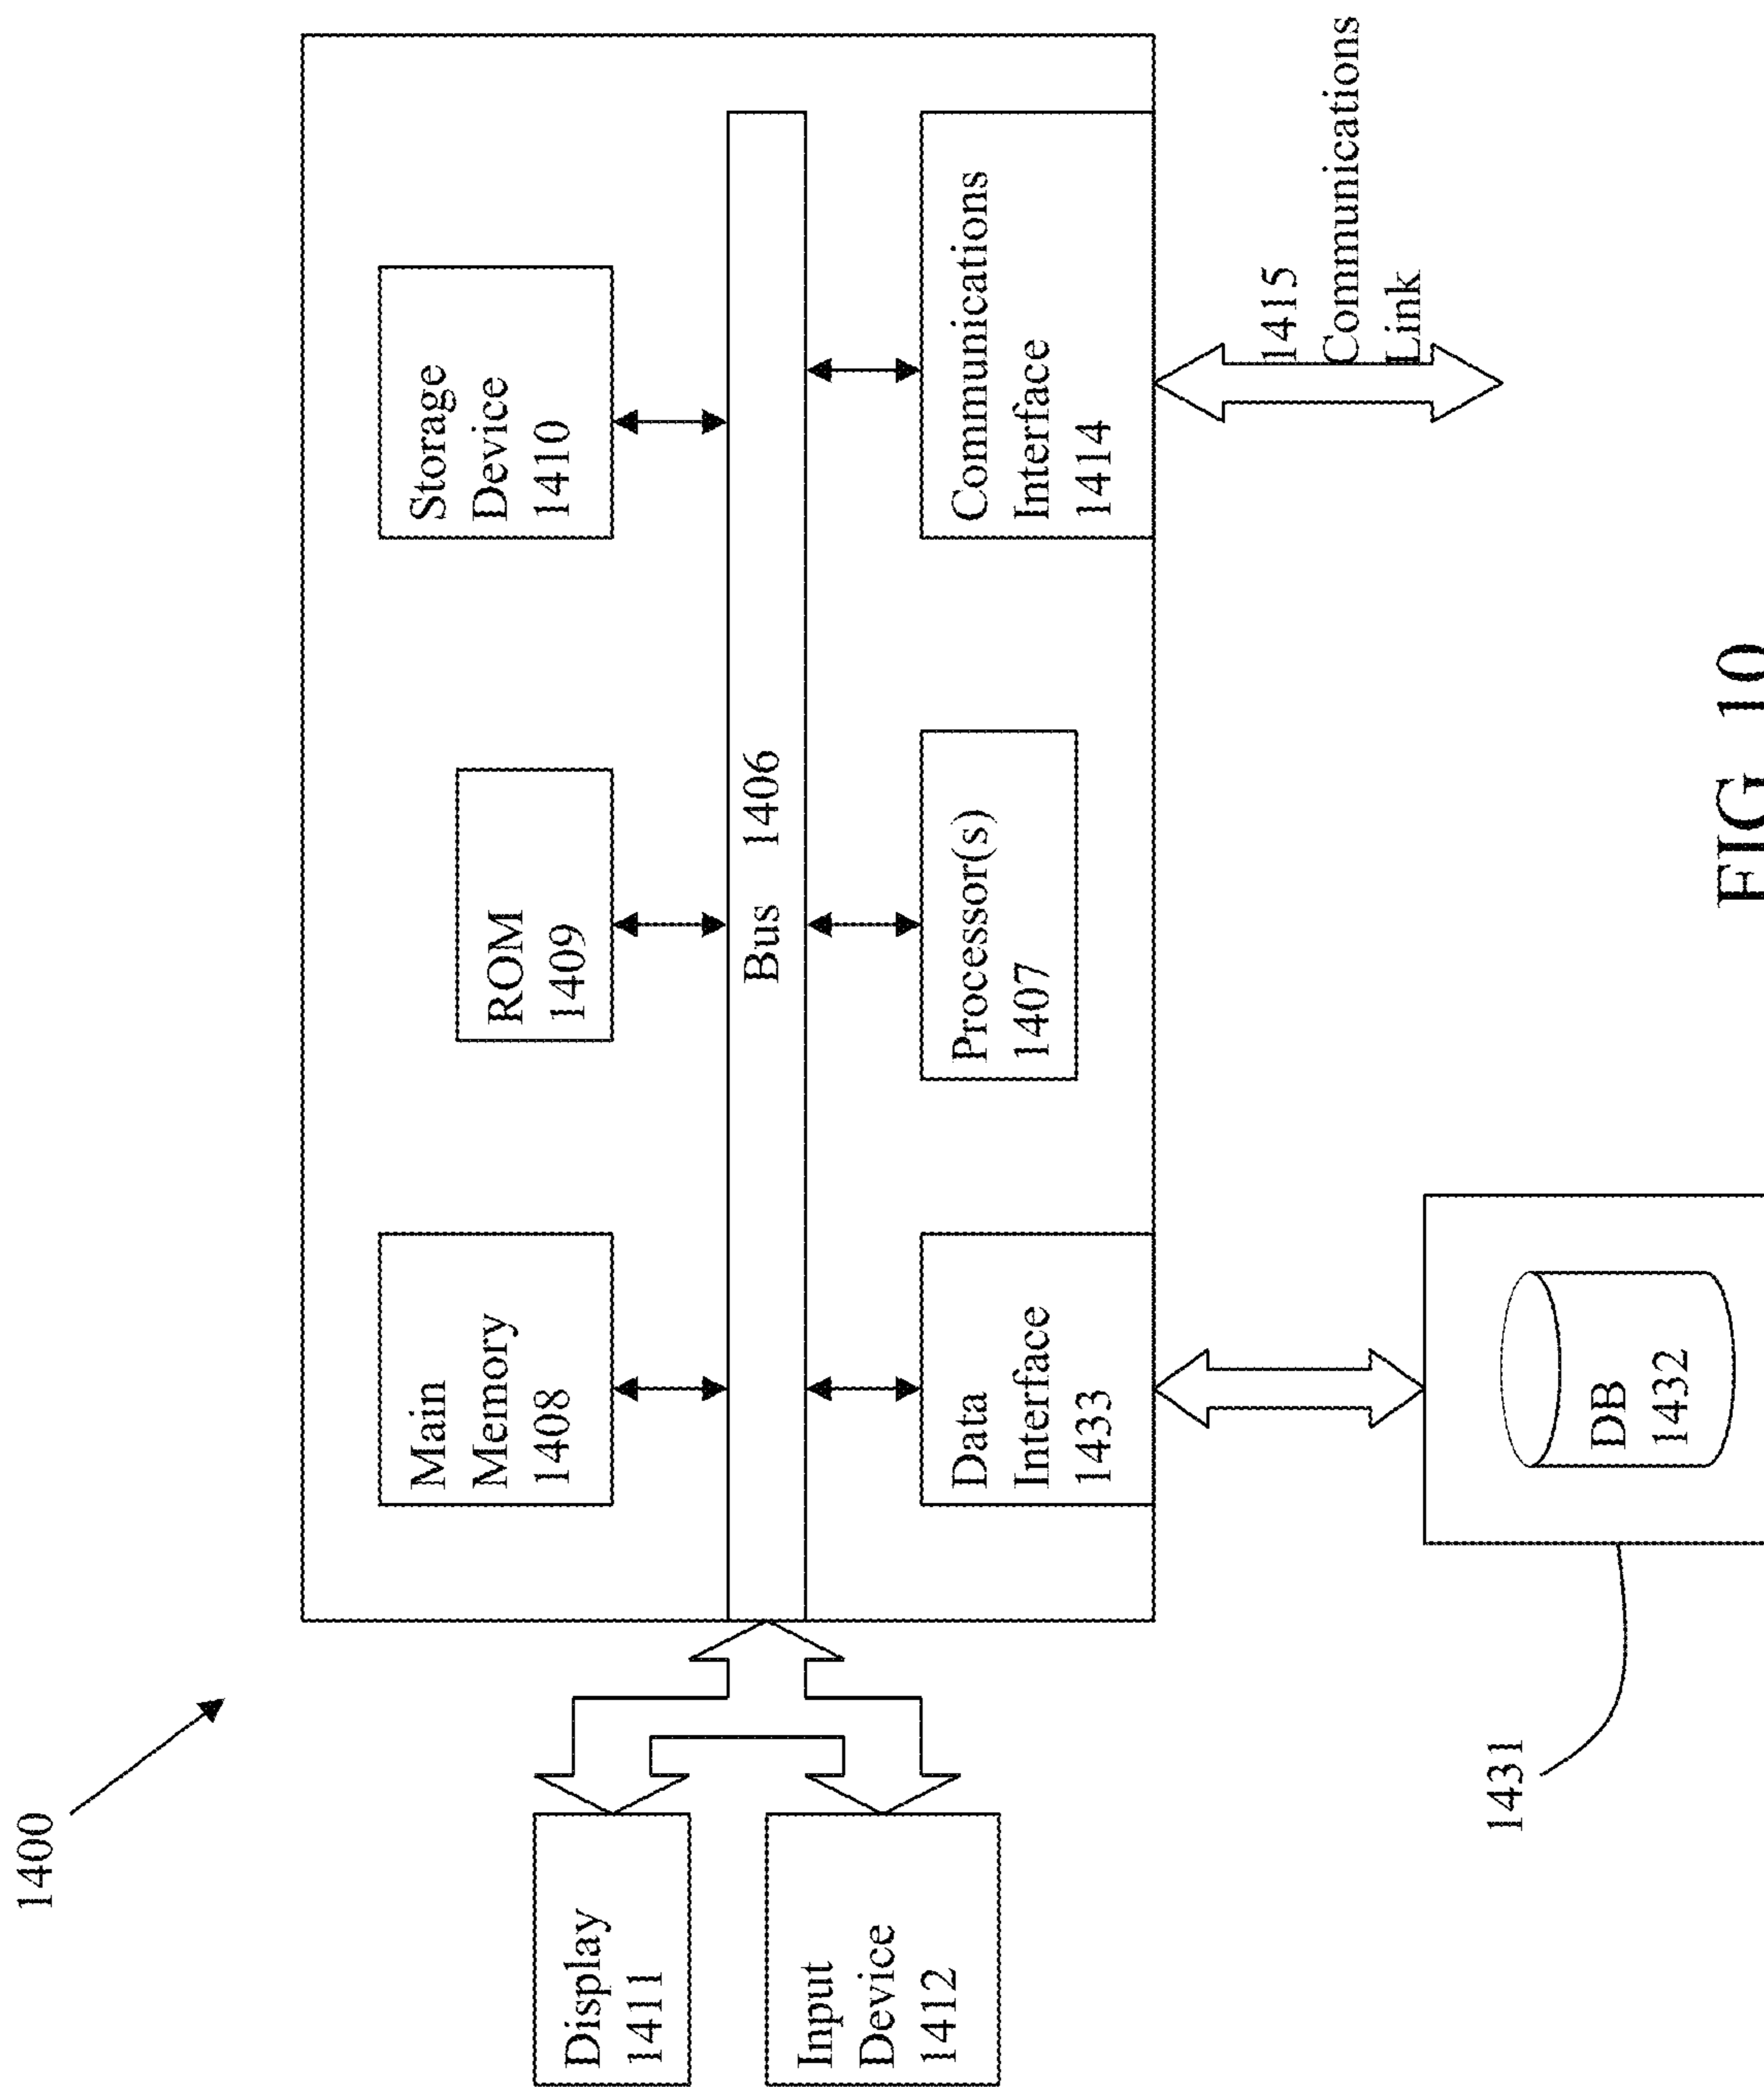 1400
Display
1411
Input
Device
1412
Main
Memory
1408
ROM
1409
Storage
Device
1410
Bus 1406
Data
Interface
1433
Processor(s)
1407
Communications
Interface
1414
1415
Communications
Link
1431
DB
1432
FIG 10